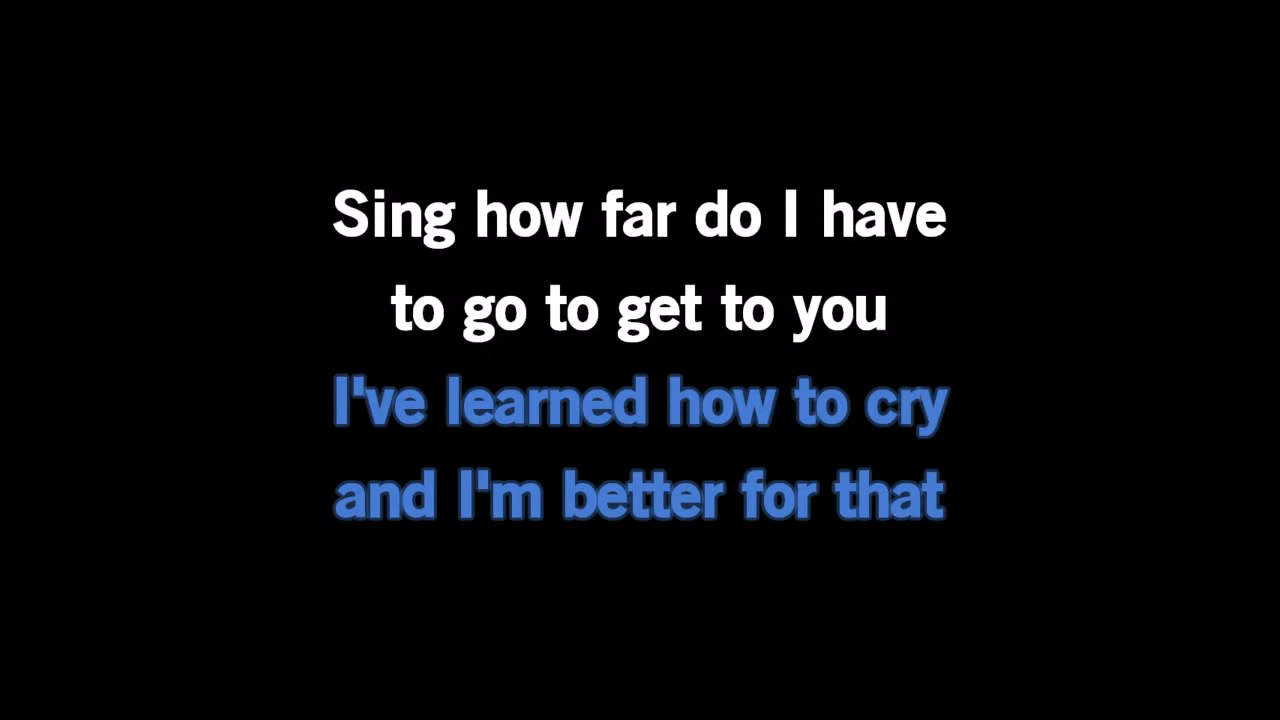 Sing how far do I have
to go to get to you
I've learned how to cry
and I'm better for that